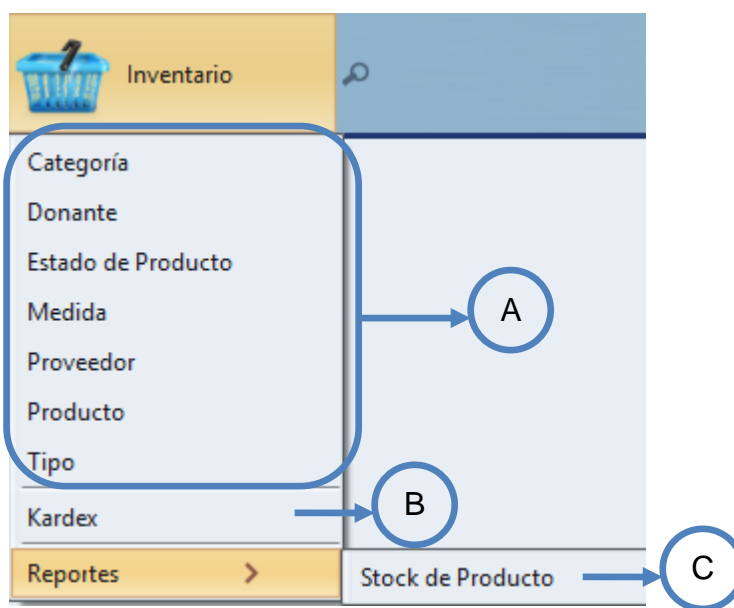 Inventario
Categoría
Donante
Estado de Producto
Medida
A
Proveedor
Producto
Tipo
Kardex
B
Reportes
Stock de Producto
C